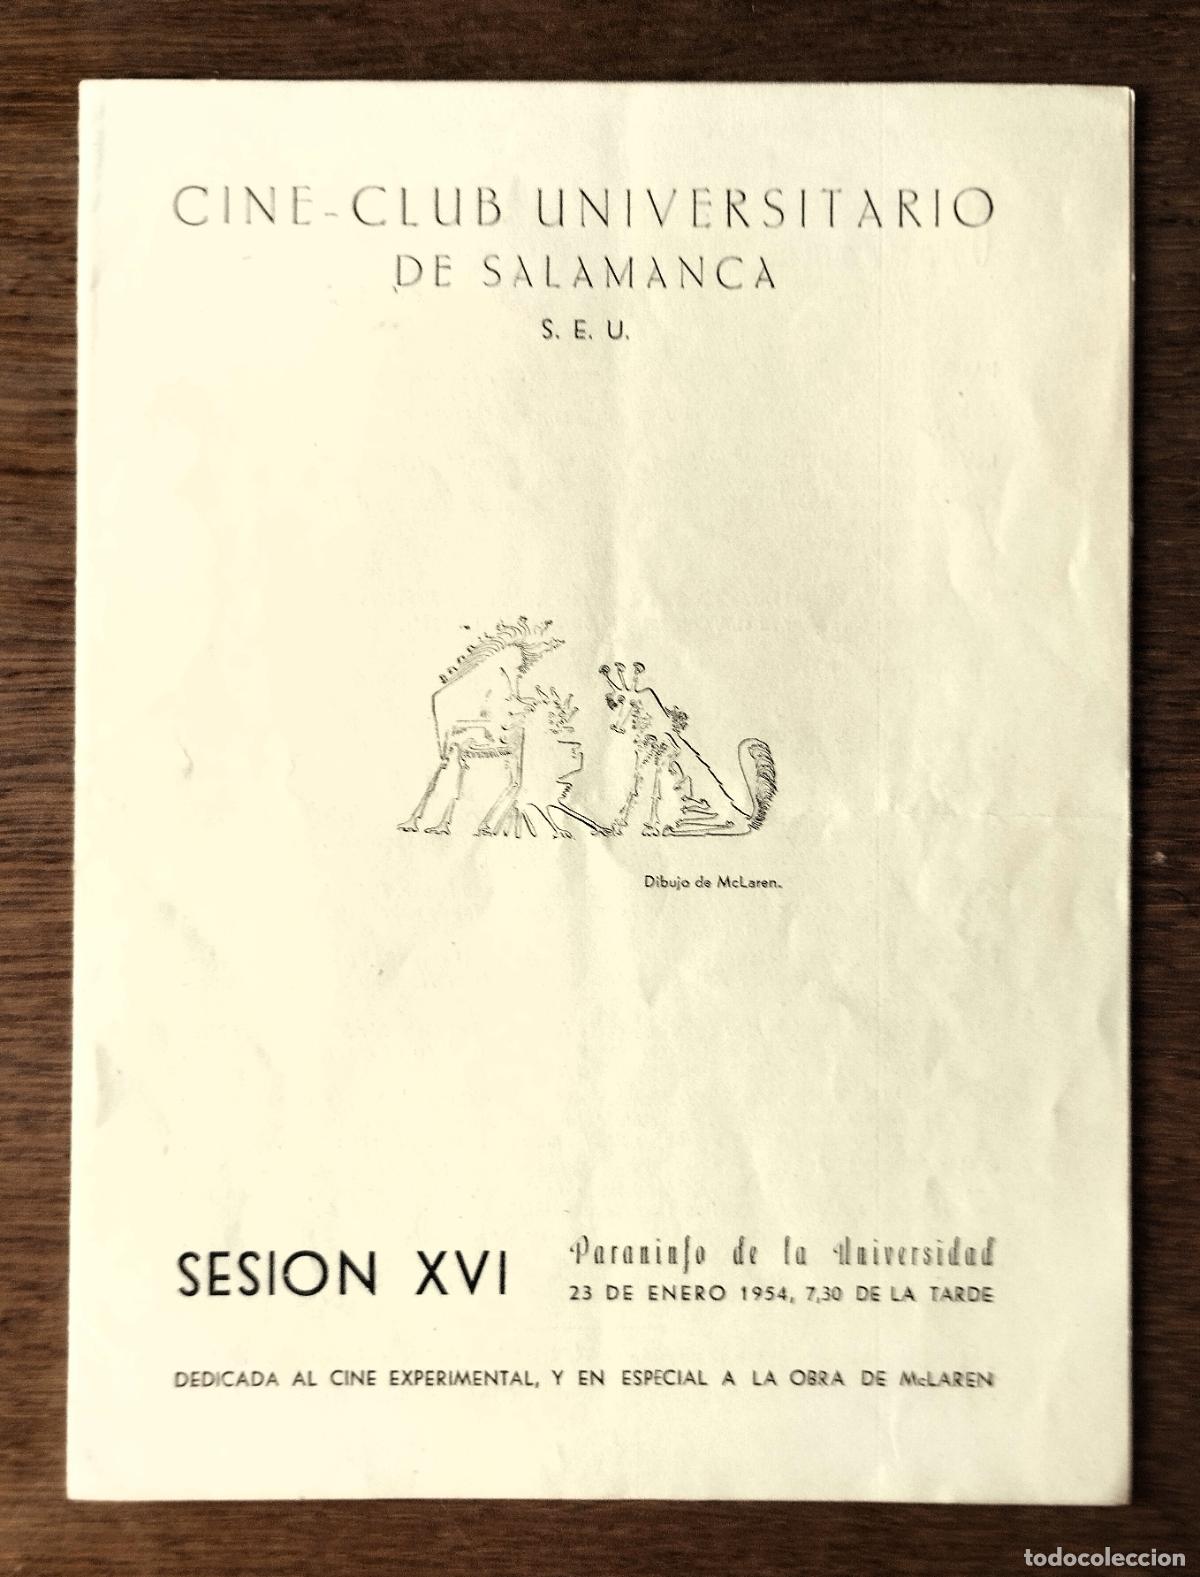 CINE-CLUB UNIVERSITARIO
DE SALAMANCA
S. E. U.
Dibujo de McLaren.
SESION XVI
Paraninfo de la Universidad
23 DE ENERO 1954, 7,30 DE LA TARDE
DEDICADA AL CINE EXPERIMENTAL, Y EN ESPECIAL A LA OBRA DE McLAREN
todocoleccion